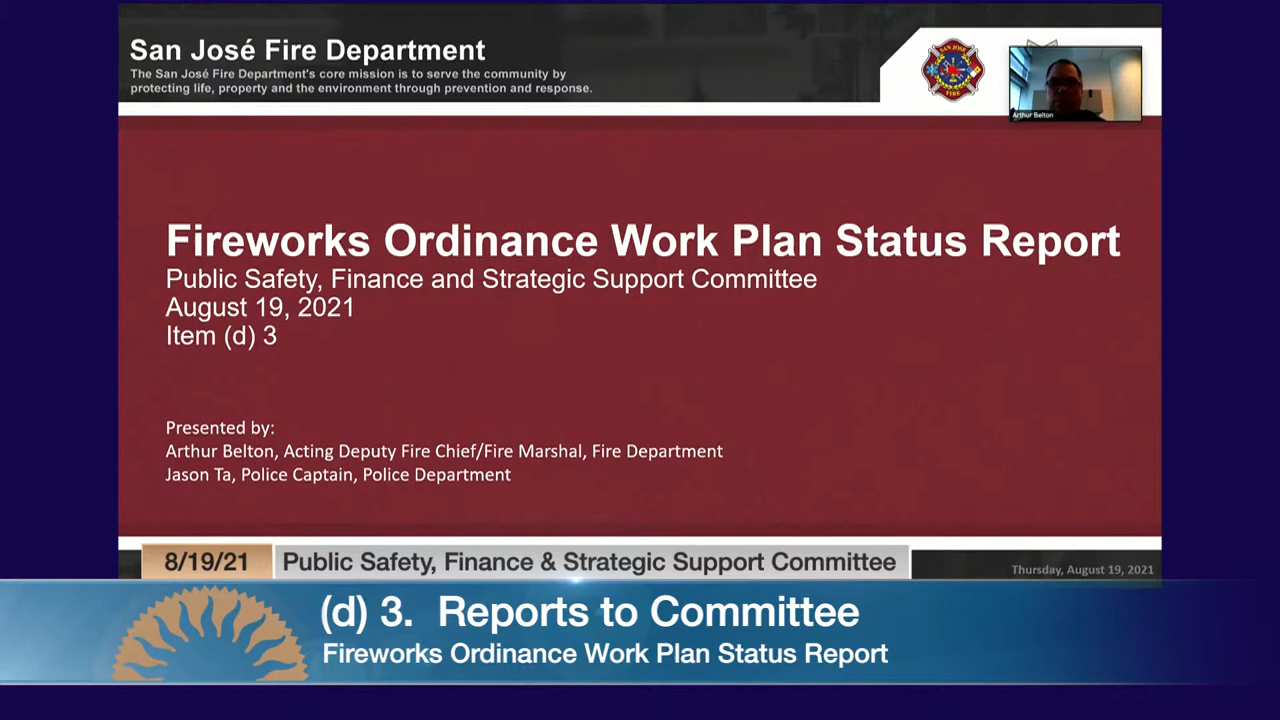 San José Fire Department
The San José Fire Department's core mission is to serve the community by
protecting life, property and the environment through prevention and response.
SAN JOSE
FIRE
Arthur Belton
Fireworks Ordinance Work Plan Status Report
Public Safety, Finance and Strategic Support Committee
August 19, 2021
Item (d) 3
Presented by:
Arthur Belton, Acting Deputy Fire Chief/Fire Marshal, Fire Department
Jason Ta, Police Captain, Police Department
8/19/21
Public Safety, Finance & Strategic Support Committee
Thursday, August 19, 2021
(d) 3. Reports to Committee
Fireworks Ordinance Work Plan Status Report